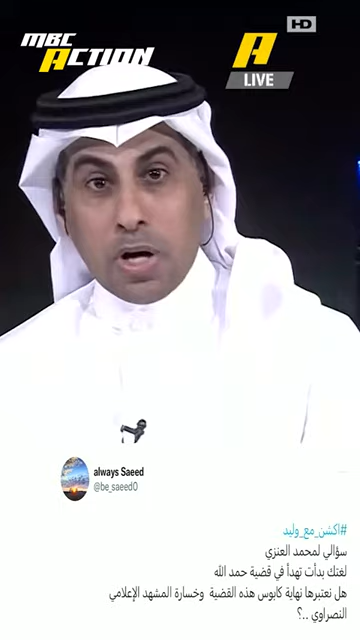 HD
MBC
ACTION
A
LIVE
always Saeed
@be_saeed0
#اكشن_مع_وليد
سؤالي لمحمد العنزي
لغتك بدأت تهدأ في قضية حمد الله
هل نعتبرها نهاية كابوس هذه القضية وخسارة المشهد الإعلامي
النصراوي ..؟